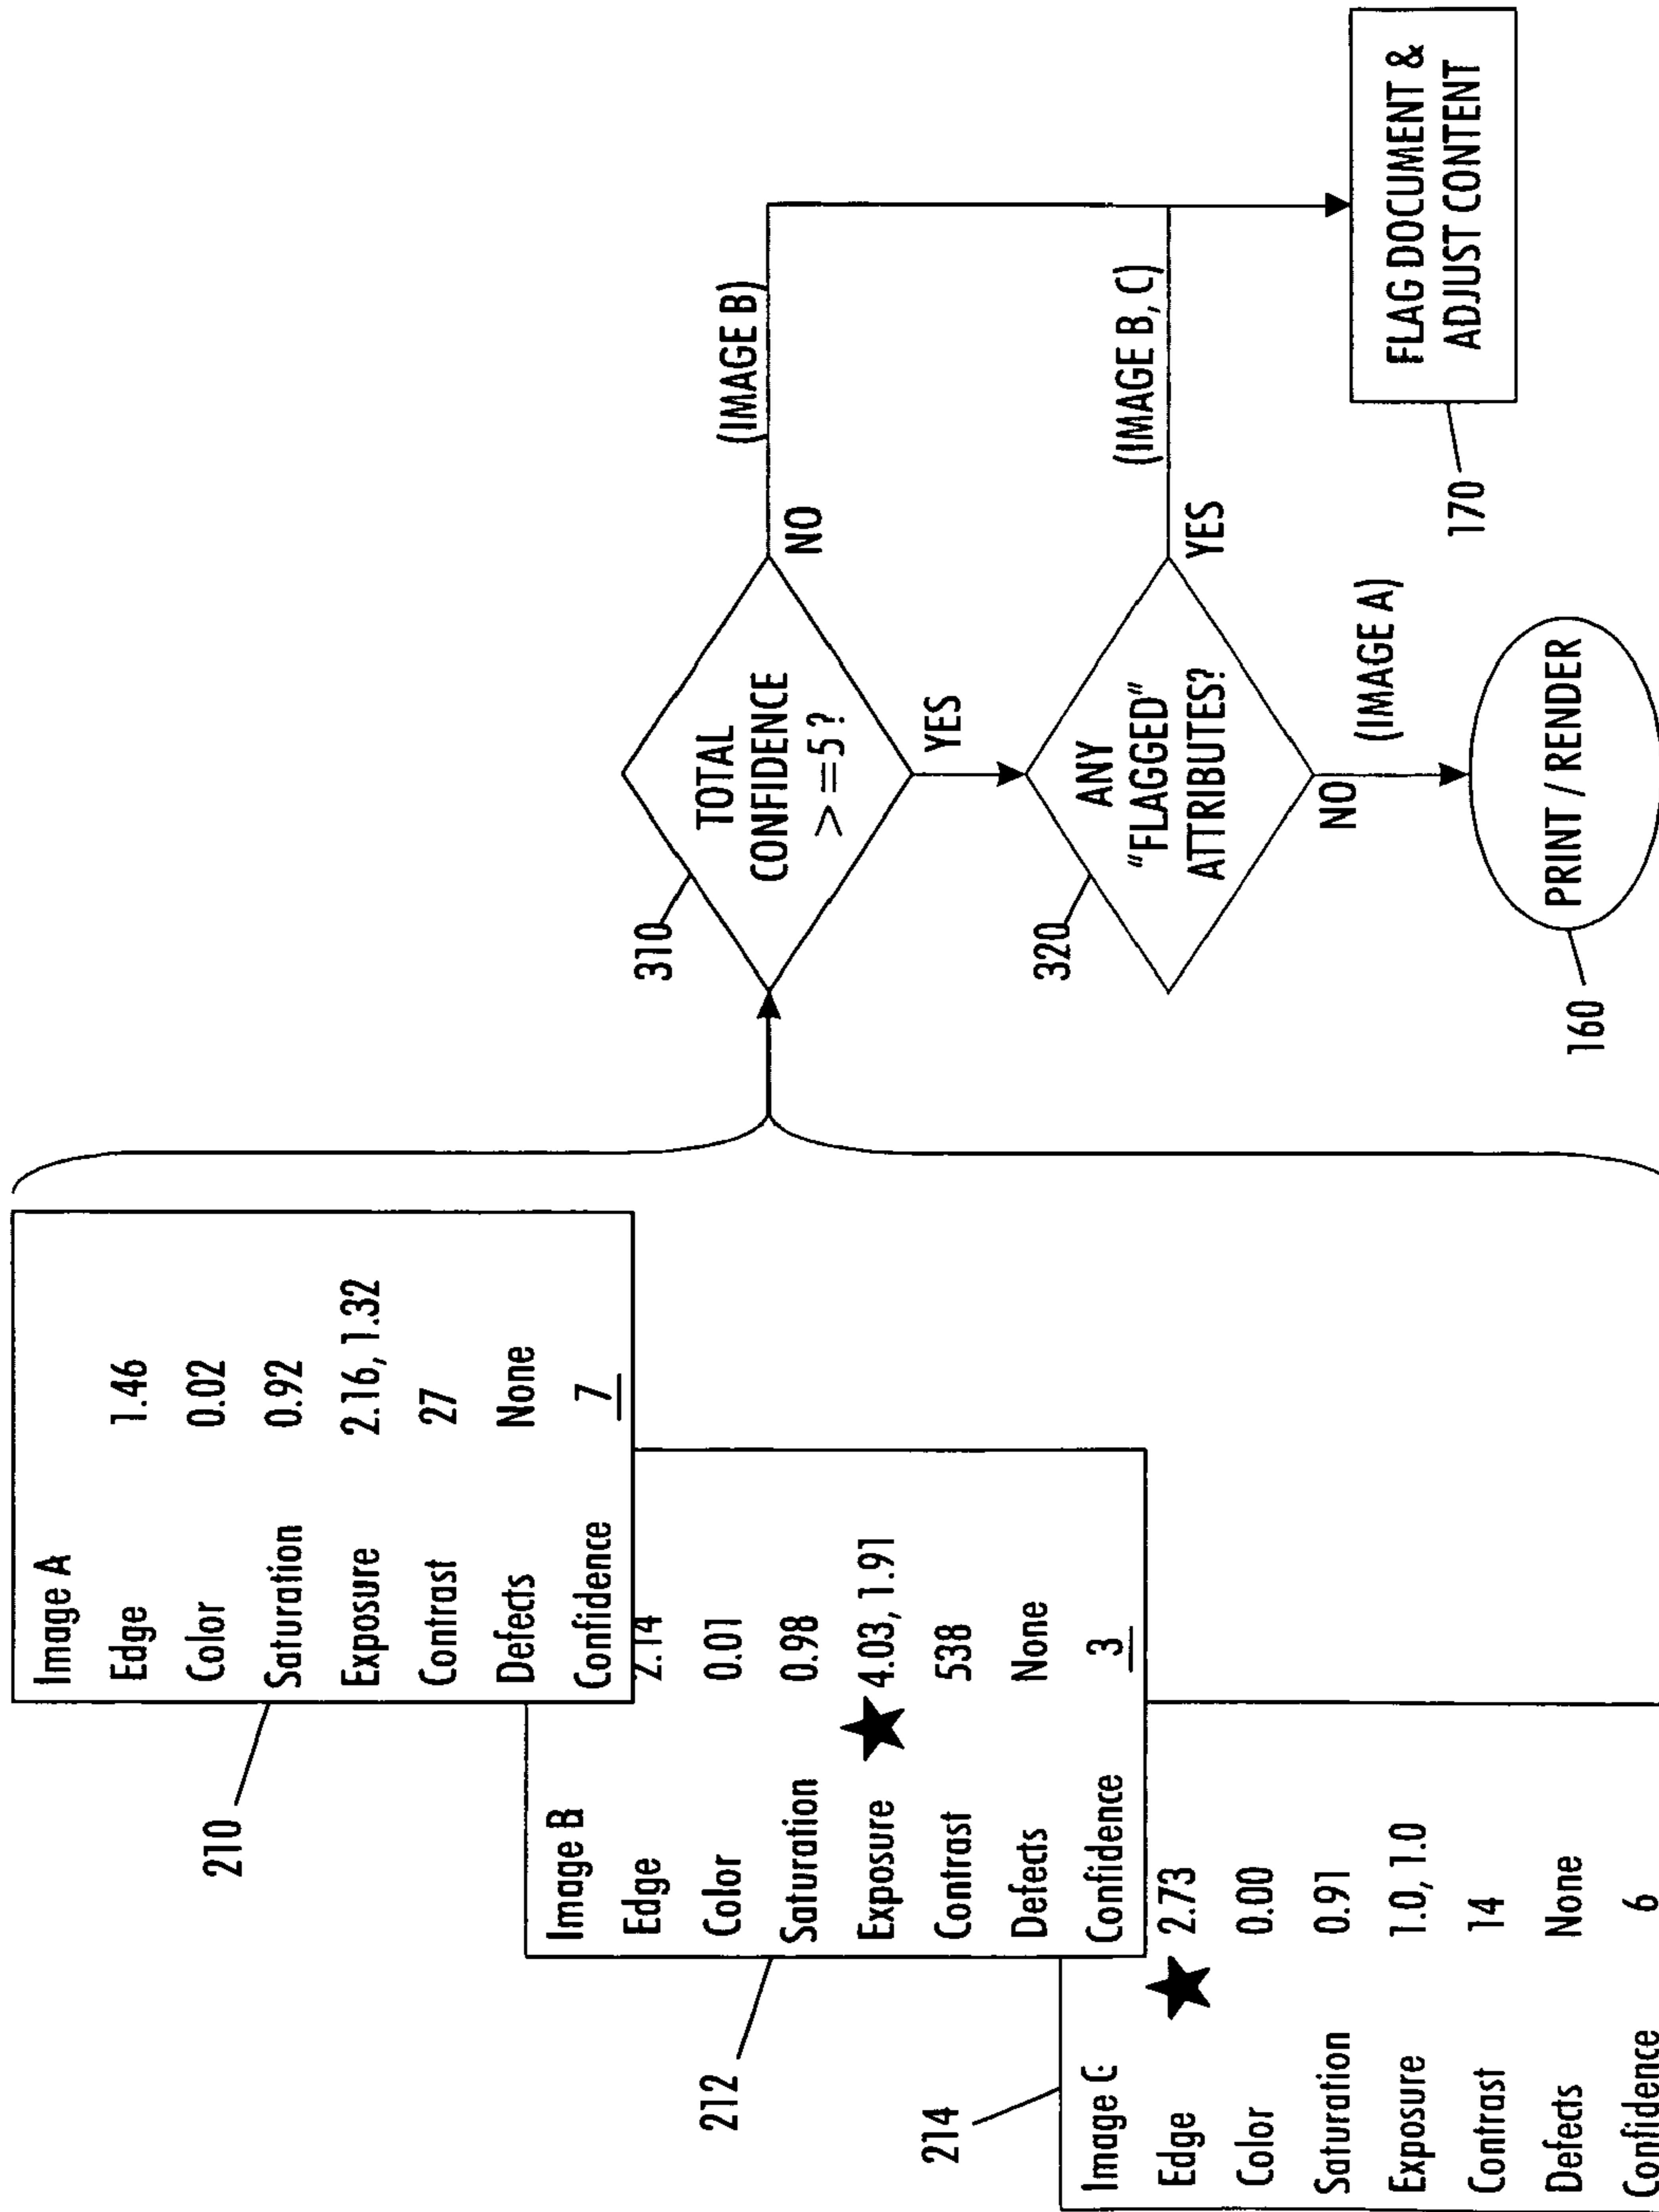 Image A
Edge 1.46
Color 0.02
Saturation 0.92
Exposure 2.16, 1.32
Contrast 27
Defects None
Confidence 7
210
Image B
Edge 2.14
Color 0.01
Saturation 0.98
Exposure ★ 4.03, 1.91
Contrast 538
Defects None
Confidence 3
212
Image C
Edge ★ 2.73
Color 0.00
Saturation 0.91
Exposure 1.0, 1.0
Contrast 14
Defects None
Confidence 6
214
310
TOTAL
CONFIDENCE
>=5?
NO
(IMAGE B)
YES
320
ANY
"FLAGGED"
ATTRIBUTES?
YES
(IMAGE B, C)
NO
(IMAGE A)
PRINT / RENDER
160
FLAG DOCUMENT &
ADJUST CONTENT
170